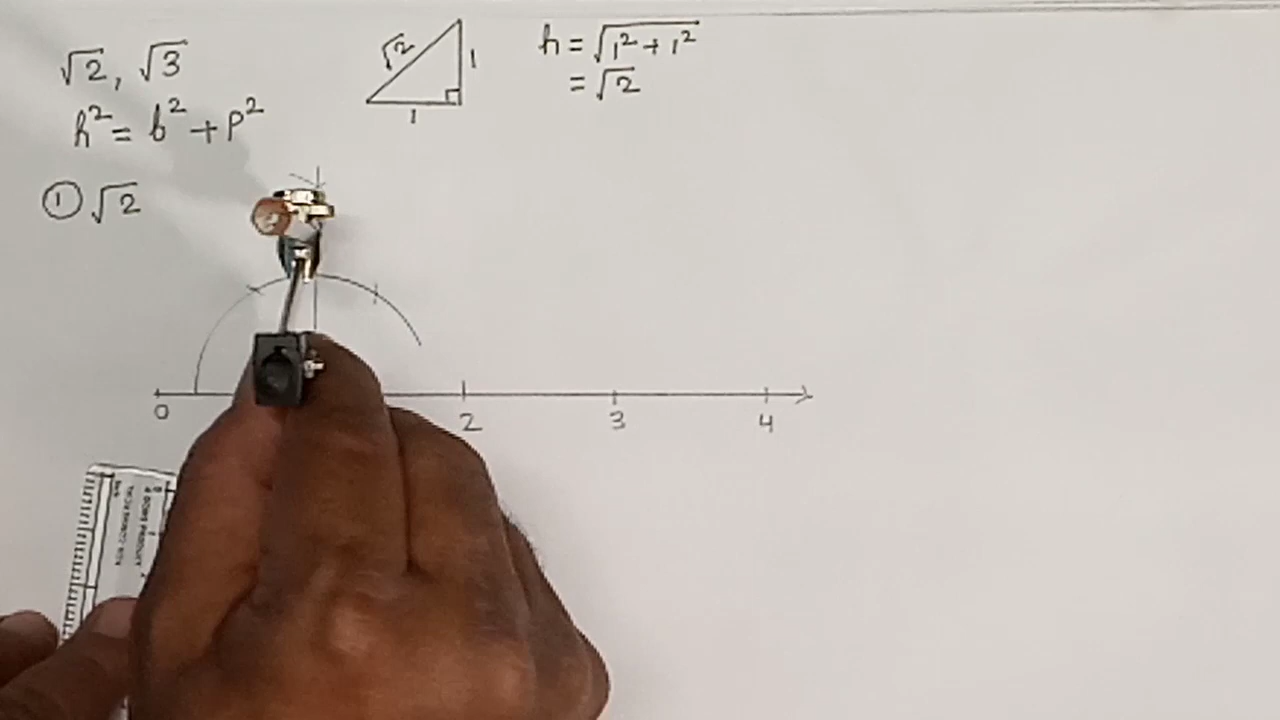 √2, √3
h² = b² + p²
√2
1
1
h = √1² + 1²
= √2
① √2
0 2 3 4